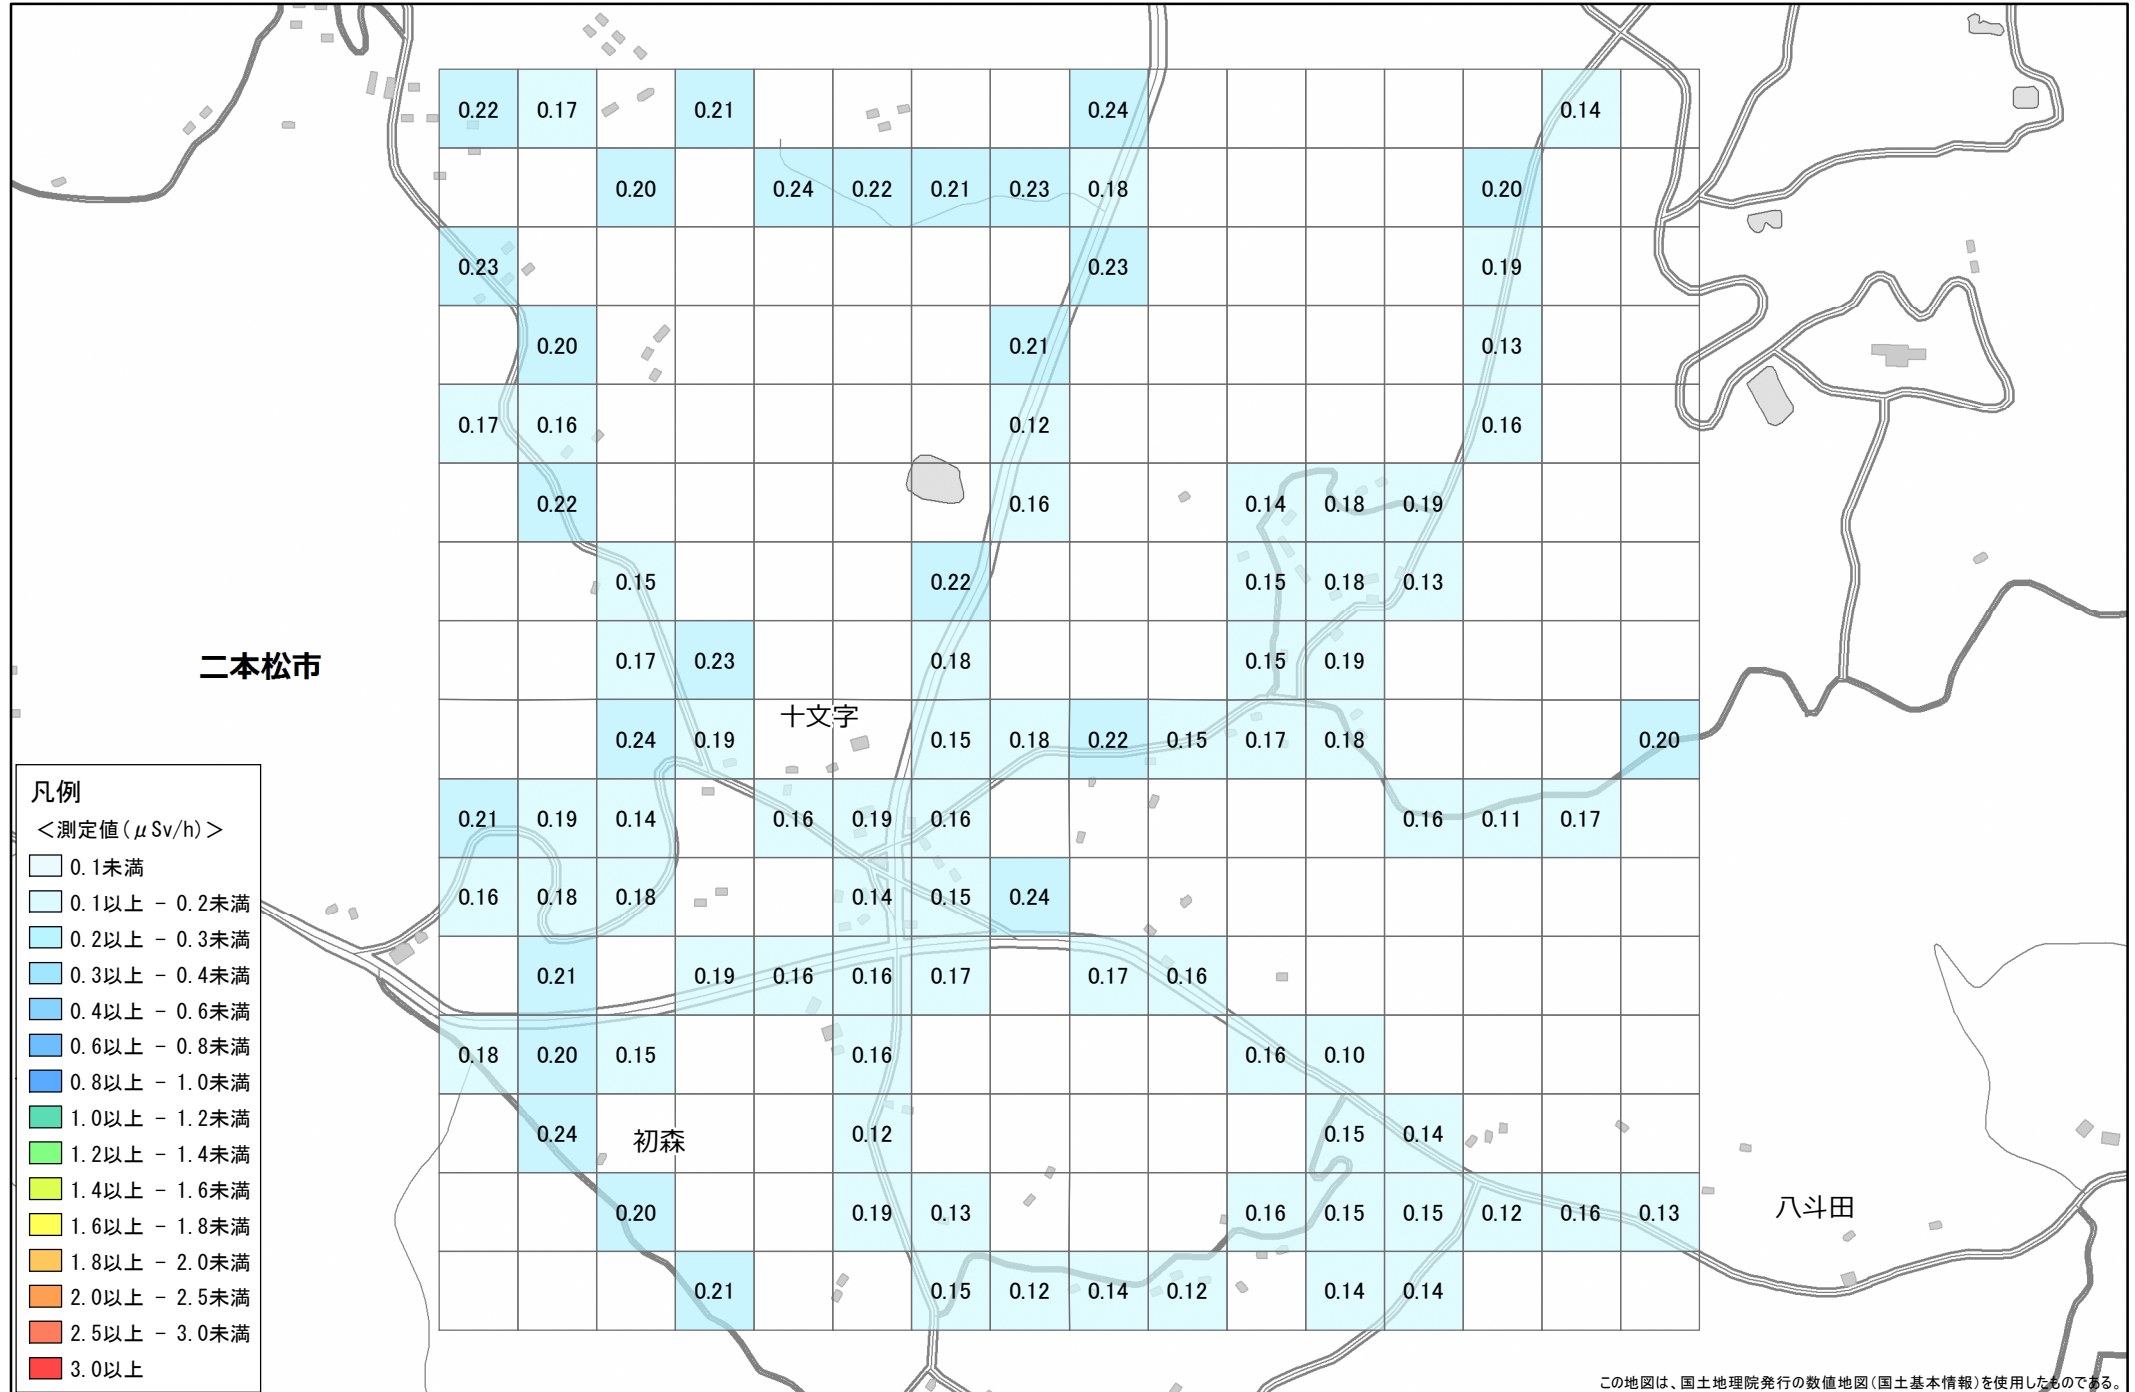 0.22 0.17 0.21 0.24 0.14
0.20 0.24 0.22 0.21 0.23 0.18 0.20
0.23 0.23 0.19
0.20 0.21 0.13
0.17 0.16 0.12 0.16
0.22 0.16 0.14 0.18 0.19
0.15 0.22 0.15 0.18 0.13
二本松市
0.17 0.23 0.18 0.15 0.19
十文字
0.24 0.19 0.15 0.18 0.22 0.15 0.17 0.18 0.20
0.21 0.19 0.14 0.16 0.19 0.16 0.16 0.11 0.17
0.16 0.18 0.18 0.14 0.15 0.24
0.21 0.19 0.16 0.16 0.17 0.17 0.16
0.18 0.20 0.15 0.16 0.16 0.10
0.24 0.12 0.15 0.14
初森
0.20 0.19 0.13 0.16 0.15 0.15 0.12 0.16 0.13
八斗田
0.21 0.15 0.12 0.14 0.12 0.14 0.14
凡例
＜測定値(μSv/h)＞
0.1未満
0.1以上 - 0.2未満
0.2以上 - 0.3未満
0.3以上 - 0.4未満
0.4以上 - 0.6未満
0.6以上 - 0.8未満
0.8以上 - 1.0未満
1.0以上 - 1.2未満
1.2以上 - 1.4未満
1.4以上 - 1.6未満
1.6以上 - 1.8未満
1.8以上 - 2.0未満
2.0以上 - 2.5未満
2.5以上 - 3.0未満
3.0以上
この地図は、国土地理院発行の数値地図(国土基本情報)を使用したものである。